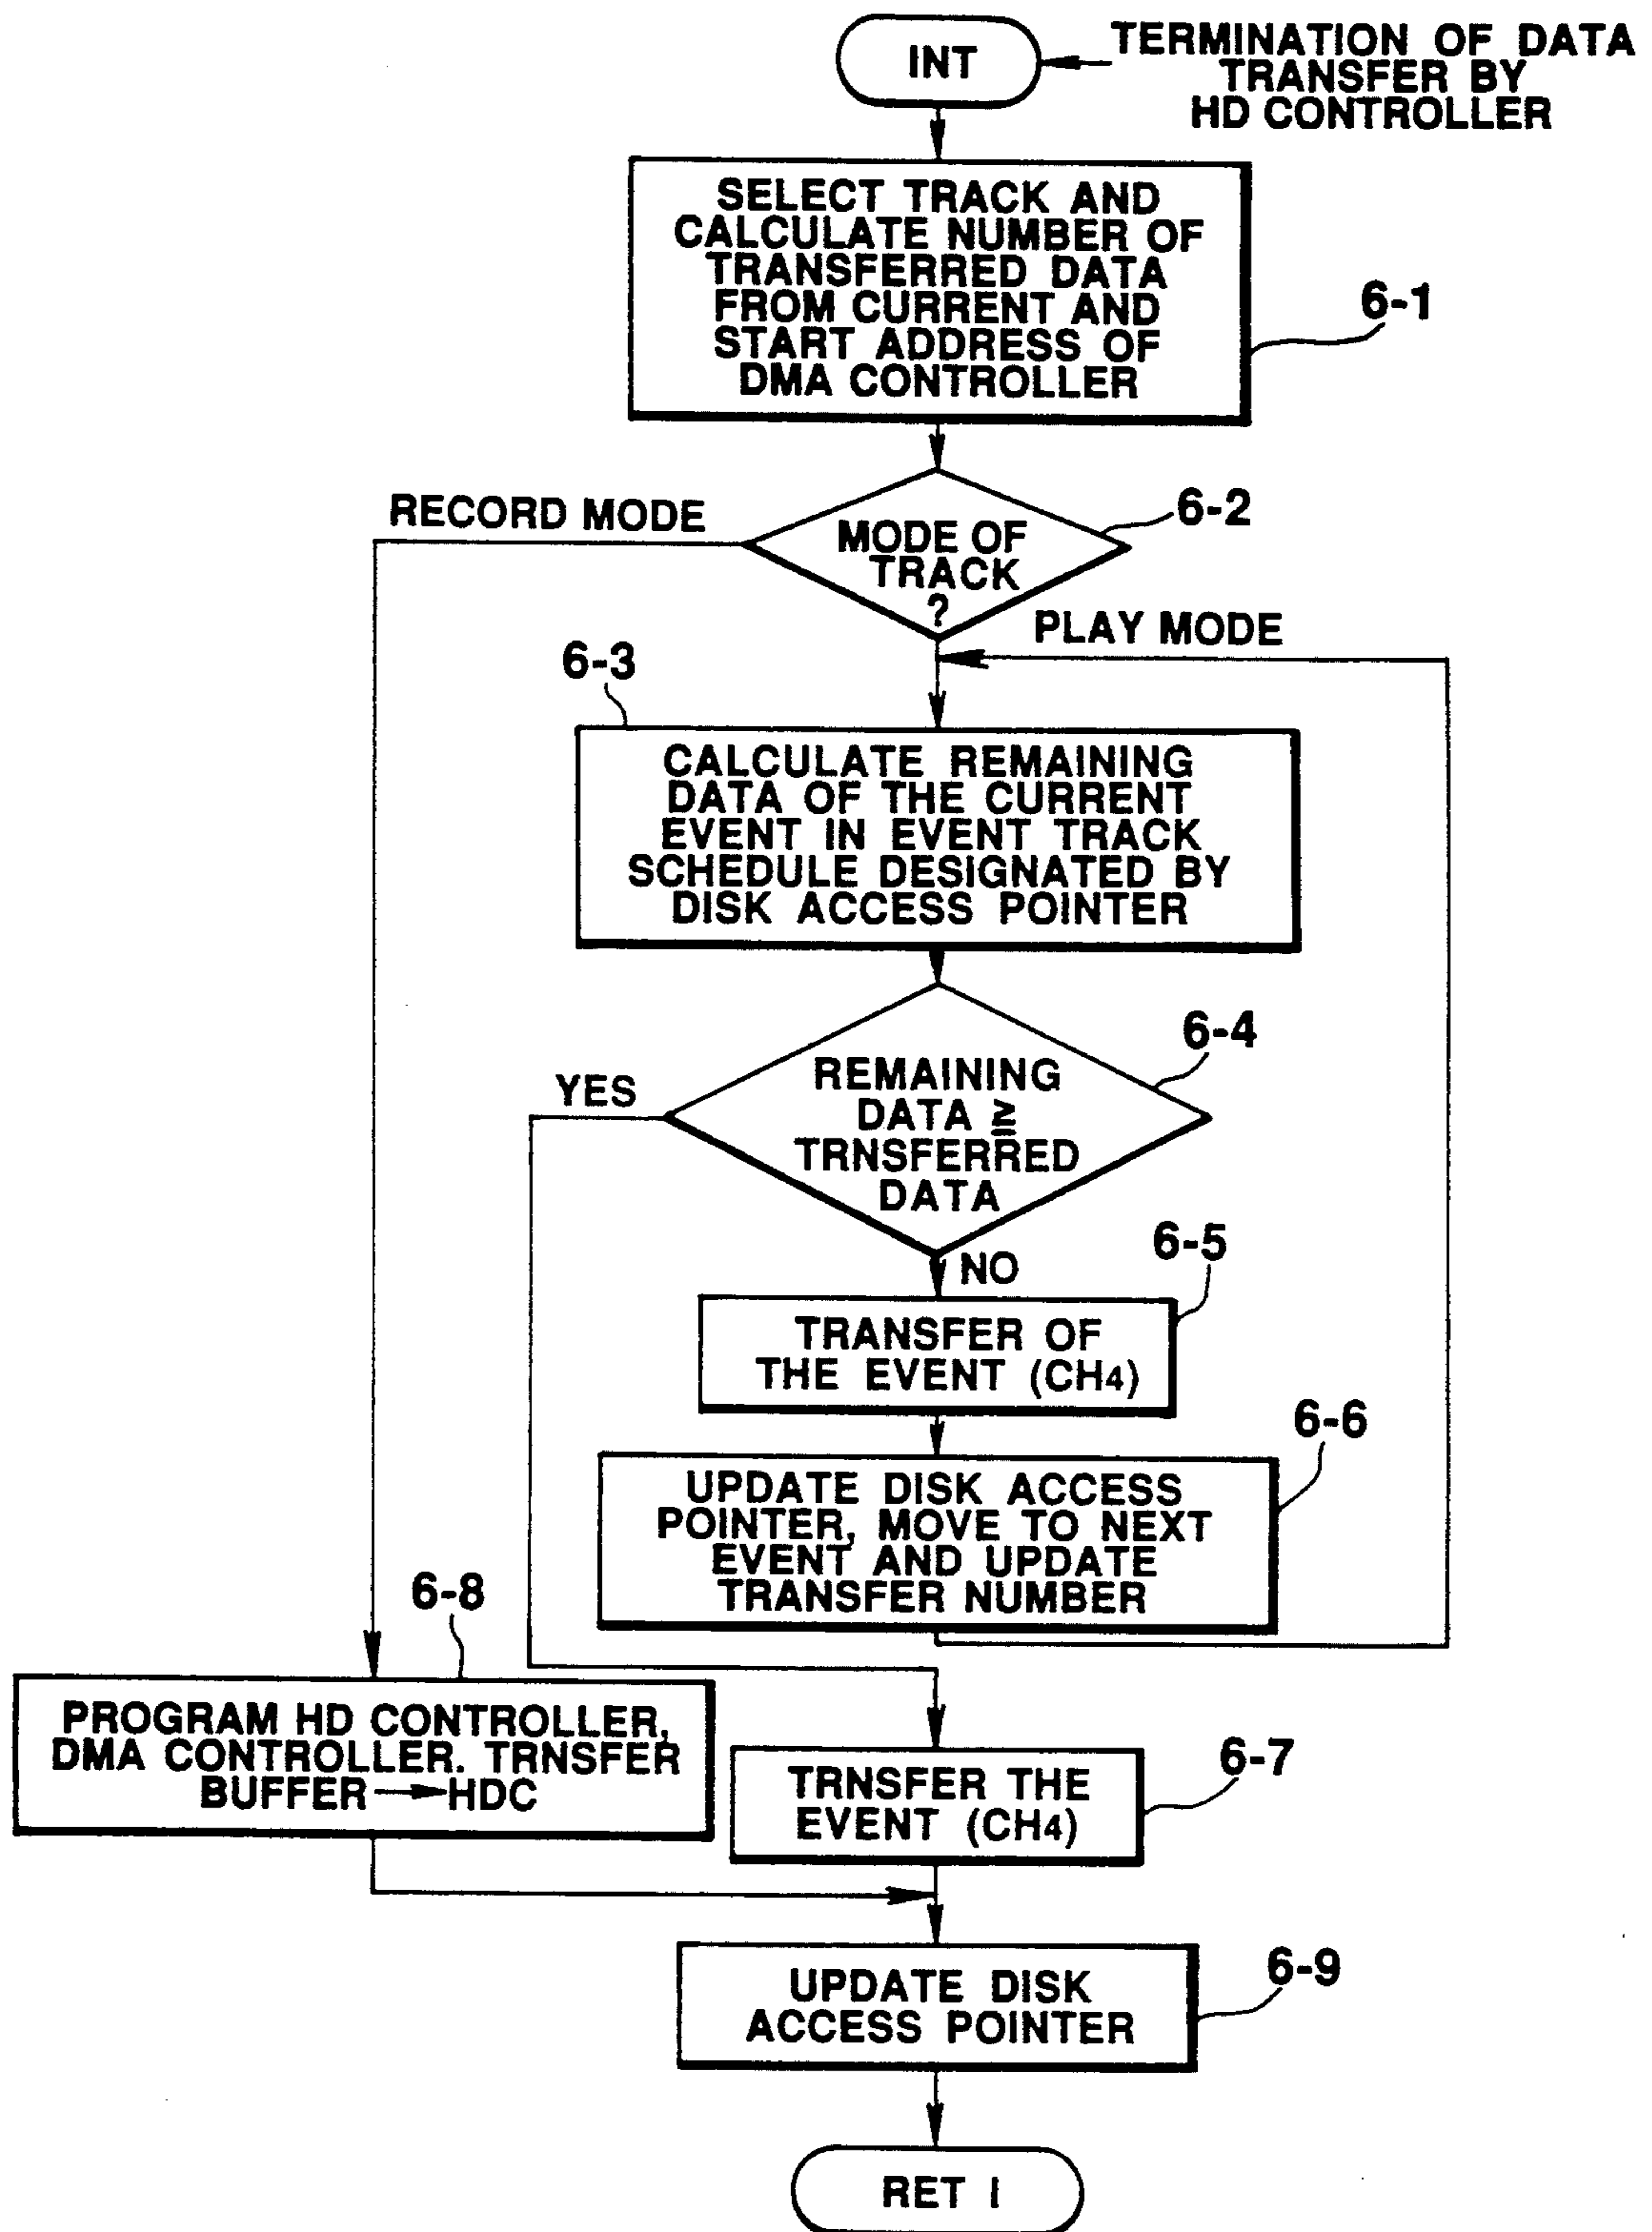 INT
TERMINATION OF DATA
TRANSFER BY
HD CONTROLLER
SELECT TRACK AND
CALCULATE NUMBER OF
TRANSFERRED DATA
FROM CURRENT AND
START ADDRESS OF
DMA CONTROLLER
6-1
RECORD MODE
MODE OF
TRACK
?
6-2
PLAY MODE
6-3
CALCULATE REMAINING
DATA OF THE CURRENT
EVENT IN EVENT TRACK
SCHEDULE DESIGNATED BY
DISK ACCESS POINTER
6-4
YES
REMAINING
DATA ≧
TRNSFERRED
DATA
NO
6-5
TRANSFER OF
THE EVENT (CH4)
6-6
UPDATE DISK ACCESS
POINTER, MOVE TO NEXT
EVENT AND UPDATE
TRANSFER NUMBER
6-8
PROGRAM HD CONTROLLER,
DMA CONTROLLER. TRNSFER
BUFFER → HDC
6-7
TRNSFER THE
EVENT (CH4)
6-9
UPDATE DISK
ACCESS POINTER
RET I